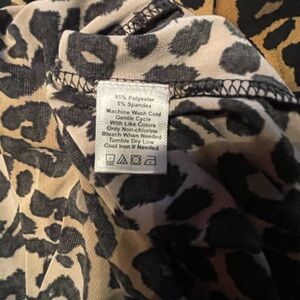 95% Polyester
5% Spandex
Machine Wash Cold
Gentle Cycle
With Like Colors
Only Non-chlorine
Bleach When Needed
Tumble Dry Low
Cool Iron If Needed